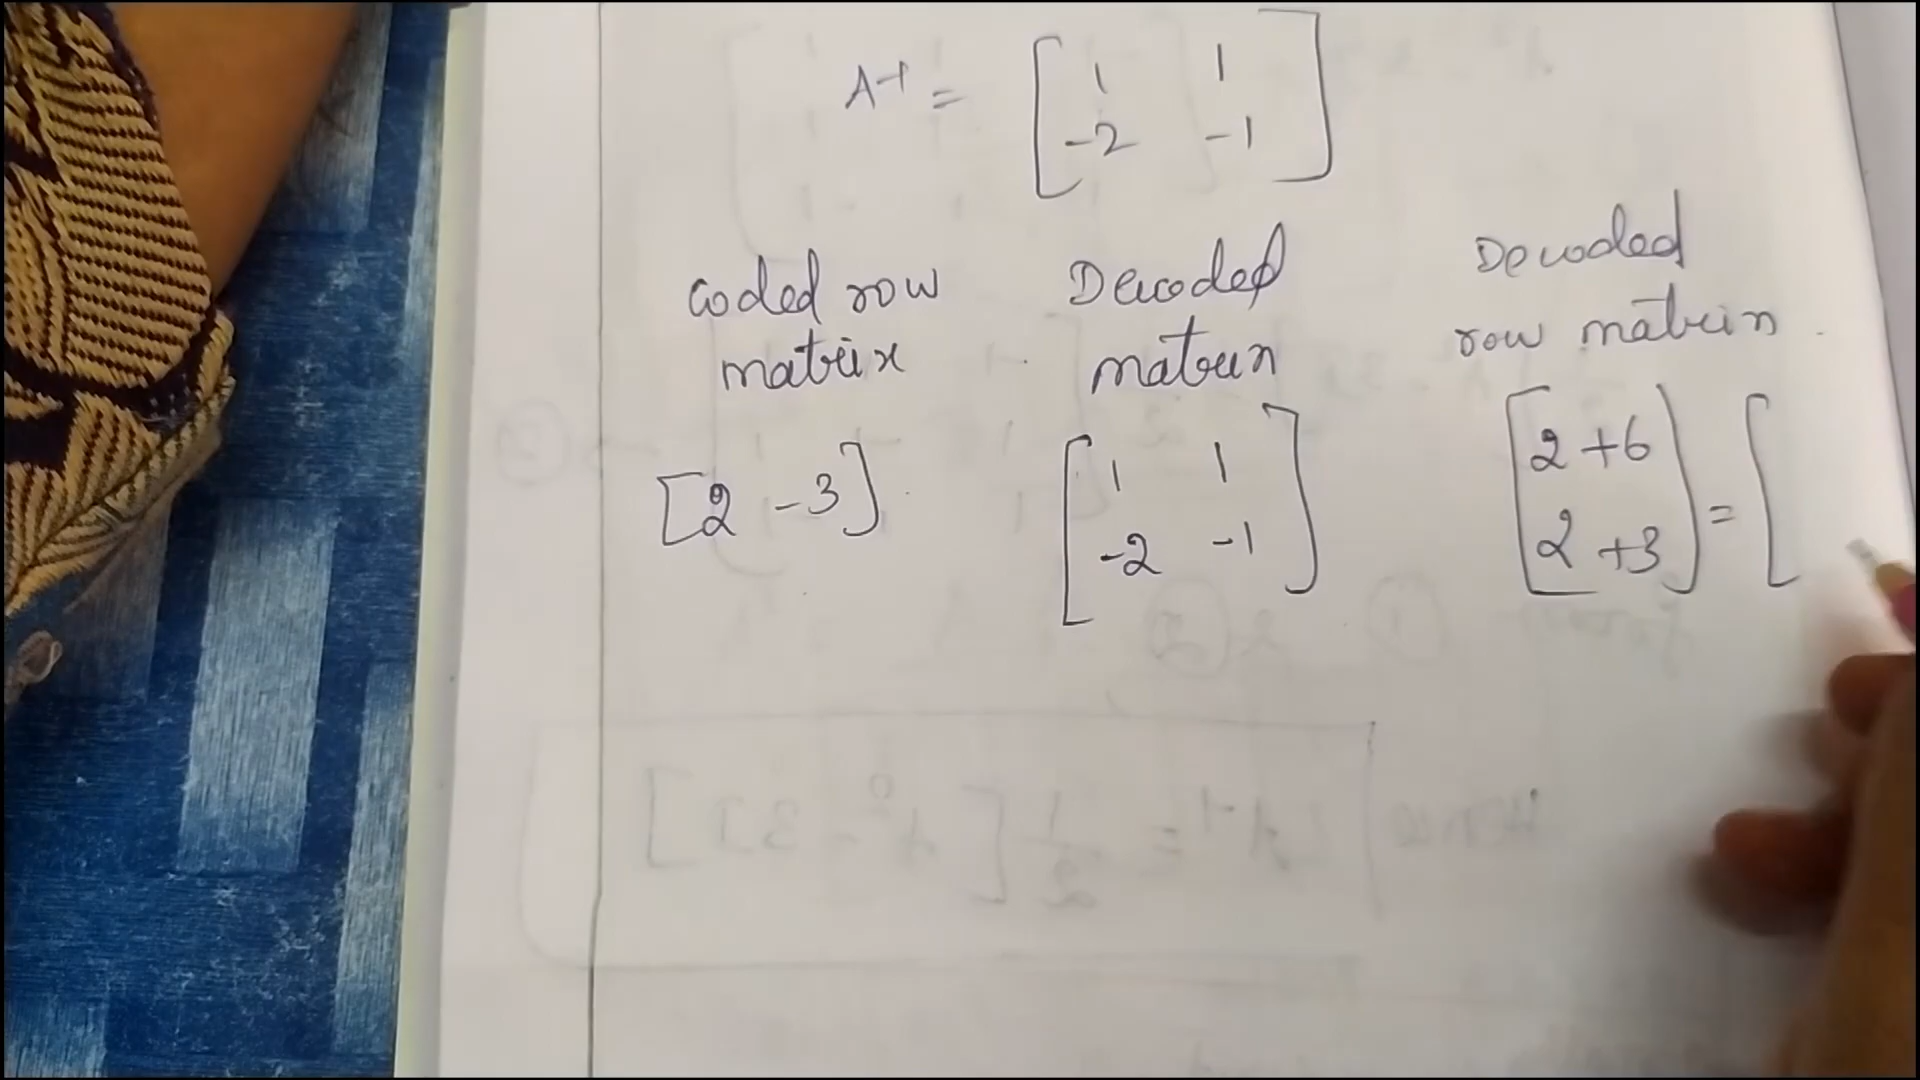 A-1 = [ 1 1
-2 -1 ]
Coded row matrix
Decoded matrix
Decoded row matrix.
[2 -3]
[ 1 1
-2 -1 ]
[ 2 +6
2 +3 ] = [